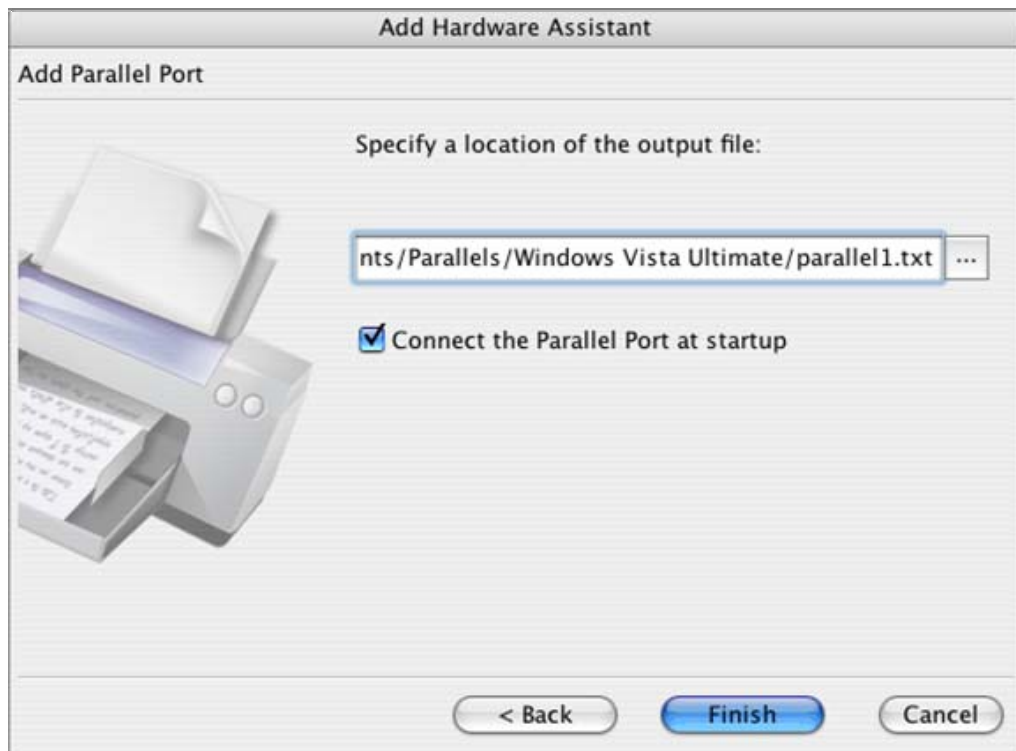 Add Hardware Assistant
Add Parallel Port
Specify a location of the output file:
nts/Parallels/Windows Vista Ultimate/parallel1.txt ...
Connect the Parallel Port at startup
< Back Finish Cancel